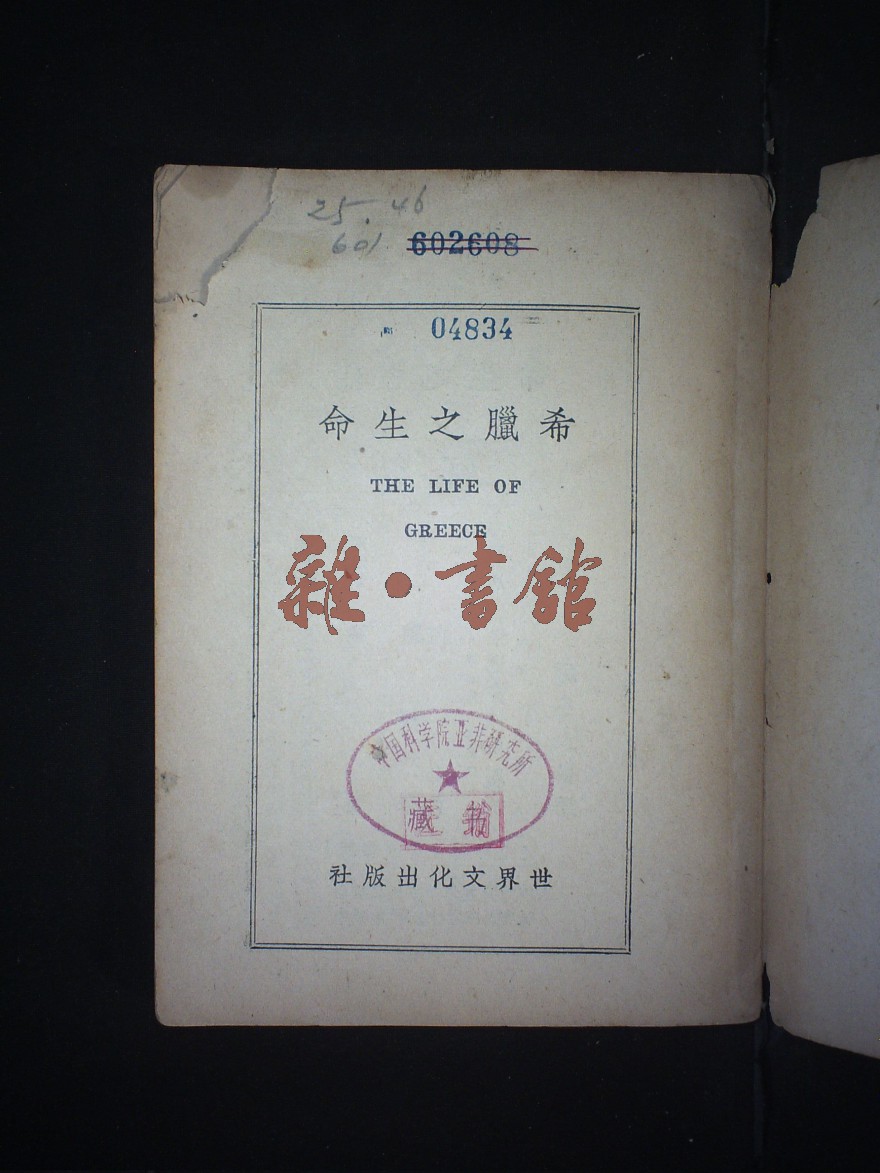 25.46
601
602608
04834
希臘之生命
THE LIFE OF
GREECE
雜·書館
中国科学院亚非研究所
藏书
世界文化出版社